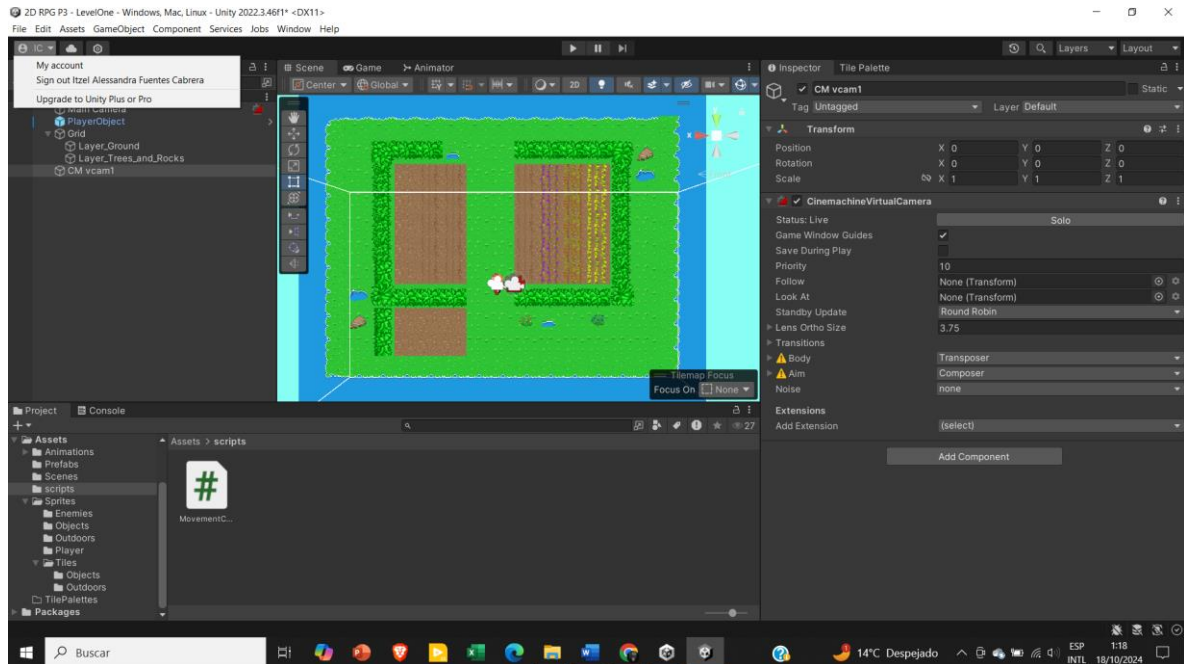 2D RPG P3 - LevelOne - Windows, Mac, Linux - Unity 2022.3.46f1* <DX11>
File Edit Assets GameObject Component Services Jobs Window Help
IC Layers Layout
My account
Sign out Itzel Alessandra Fuentes Cabrera
Upgrade to Unity Plus or Pro
Main Camera
PlayerObject
Grid
Layer_Ground
Layer_Trees_and_Rocks
CM vcam1
Scene Game Animator
Center Global 2D
Tilemap Focus
Focus On None
Inspector Tile Palette
CM vcam1 Static
Tag Untagged Layer Default
Transform
Position X 0 Y 0 Z 0
Rotation X 0 Y 0 Z 0
Scale X 1 Y 1 Z 1
CinemachineVirtualCamera
Status: Live Solo
Game Window Guides
Save During Play
Priority 10
Follow None (Transform)
Look At None (Transform)
Standby Update Round Robin
Lens Ortho Size 3.75
Transitions
Body Transposer
Aim Composer
Noise none
Extensions
Add Extension (select)
Add Component
Project Console
27
Assets
Animations
Prefabs
Scenes
scripts
Sprites
Enemies
Objects
Outdoors
Player
Tiles
Objects
Outdoors
TilePalettes
Packages
Assets > scripts
MovementC...
Buscar
14°C Despejado
ESP
INTL
1:18
18/10/2024